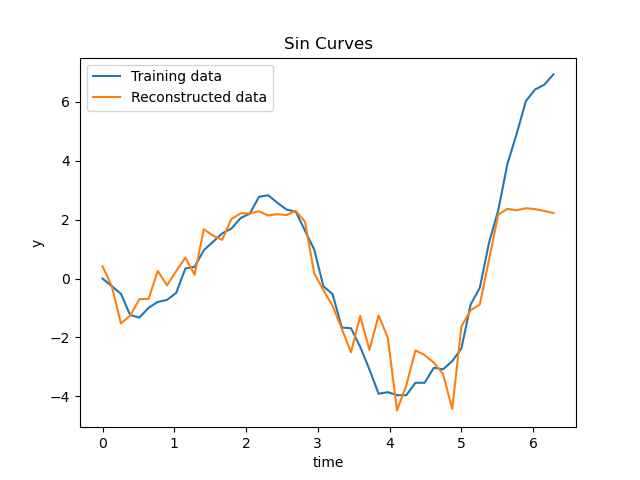 Sin Curves
Training data
Reconstructed data
y
6
4
2
0
−2
−4
0 1 2 3 4 5 6
time